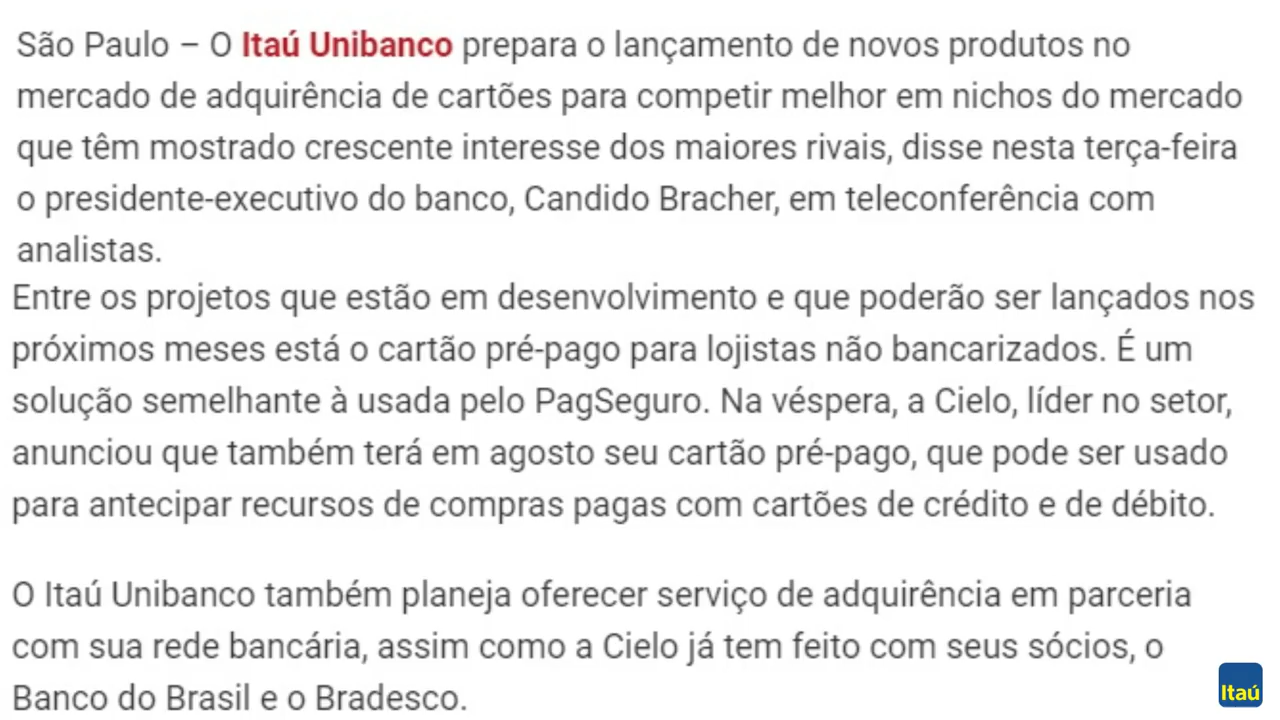 São Paulo – O Itaú Unibanco prepara o lançamento de novos produtos no
mercado de adquirência de cartões para competir melhor em nichos do mercado
que têm mostrado crescente interesse dos maiores rivais, disse nesta terça-feira
o presidente-executivo do banco, Candido Bracher, em teleconferência com
analistas.
Entre os projetos que estão em desenvolvimento e que poderão ser lançados nos
próximos meses está o cartão pré-pago para lojistas não bancarizados. É um
solução semelhante à usada pelo PagSeguro. Na véspera, a Cielo, líder no setor,
anunciou que também terá em agosto seu cartão pré-pago, que pode ser usado
para antecipar recursos de compras pagas com cartões de crédito e de débito.
O Itaú Unibanco também planeja oferecer serviço de adquirência em parceria
com sua rede bancária, assim como a Cielo já tem feito com seus sócios, o
Banco do Brasil e o Bradesco.
Itaú